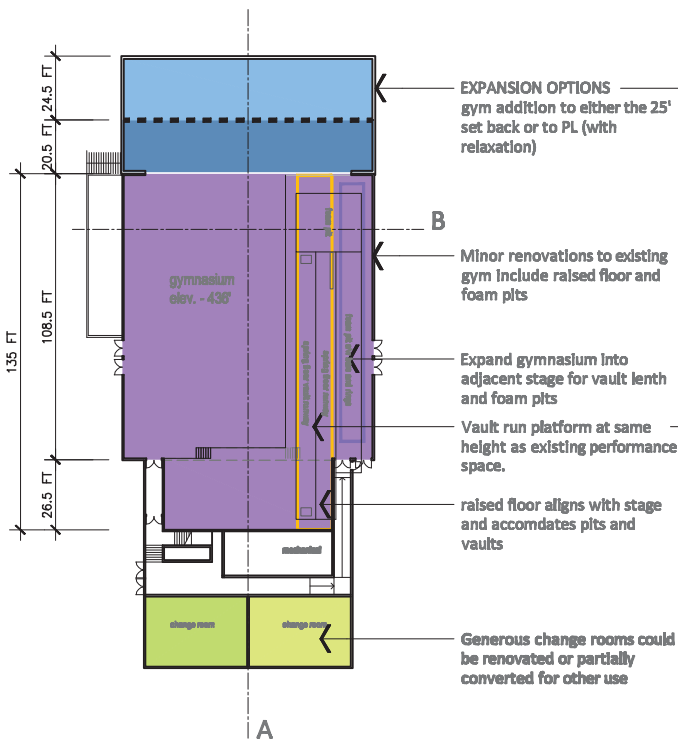 24.5 FT
20.5 FT
108.5 FT
135 FT
26.5 FT
EXPANSION OPTIONS
gym addition to either the 25'
set back or to PL (with
relaxation)
B
Minor renovations to existing
gym include raised floor and
foam pits
gymnasium
elev. - 436'
foam pit
Expand gymnasium into
adjacent stage for vault lenth
and foam pits
Vault run platform at same
height as existing performance
space.
raised floor aligns with stage
and accomdates pits and
vaults
mechanical
change room
change room
Generous change rooms could
be renovated or partially
converted for other use
A